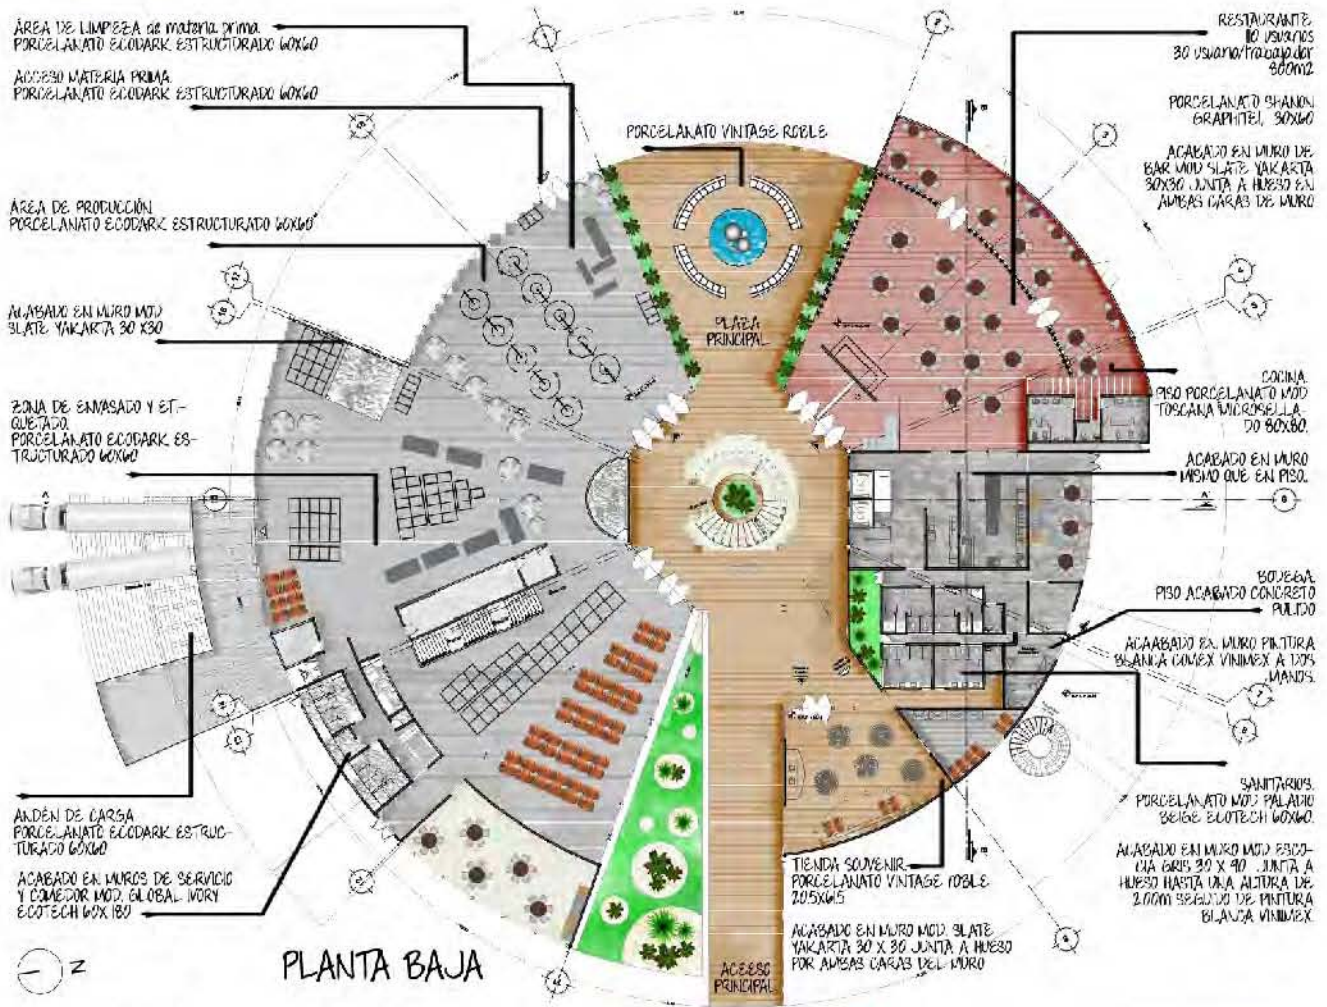 ÁREA DE LIMPIEZA de materia prima.
PORCELANATO ECODARK ESTRUCTURADO 60X60
ACCESO MATERIA PRIMA.
PORCELANATO ECODARK ESTRUCTURADO 60X60
ÁREA DE PRODUCCIÓN.
PORCELANATO ECODARK ESTRUCTURADO 60X60
ACABADO EN MURO MOD
SLATE YAKARTA 30 X30
ZONA DE ENVASADO Y ETI-
QUETADO.
PORCELANATO ECODARK ES-
TRUCTURADO 60X60
ANDÉN DE CARGA
PORCELANATO ECODARK ESTRUC-
TURADO 60X60
ACABADO EN MUROS DE SERVICIO
Y COMEDOR MOD. GLOBAL IVORY
ECOTECH 60X180
Z
PLANTA BAJA
PORCELANATO VINTAGE ROBLE
PLAZA
PRINCIPAL
ACCESO
PRINCIPAL
TIENDA SOUVENIR
PORCELANATO VINTAGE ROBLE
20.5X61.5
ACABADO EN MURO MOD. SLATE
YAKARTA 30 X 30 JUNTA A HUESO
POR AMBAS CARAS DEL MURO
RESTAURANTE
110 usuarios
30 usuario/trabajador
800m2
PORCELANATO SHANON
GRAPHITEL 30X60
ACABADO EN MURO DE
BAR MOD SLATE YAKARTA
30X30 JUNTA A HUESO EN
AMBAS CARAS DE MURO
COCINA.
PISO PORCELANATO MOD
TOSCANA MICROSELLA-
DO 80X80.
ACABADO EN MURO
MISMO QUE EN PISO.
BODEGA.
PISO ACABADO CONCRETO
PULIDO
ACAABADO EN MURO PINTURA
BLANCA COMEX VINIMEX A DOS
MANOS.
SANITARIOS.
PORCELANATO MOD PALADIO
BEIGE ECOTECH 60X60.
ACABADO EN MURO MOD ESCO-
CIA GRIS 30 X 90 JUNTA A
HUESO HASTA UNA ALTURA DE
2.00m SEGUIDO DE PINTURA
BLANCA VINIMEX.